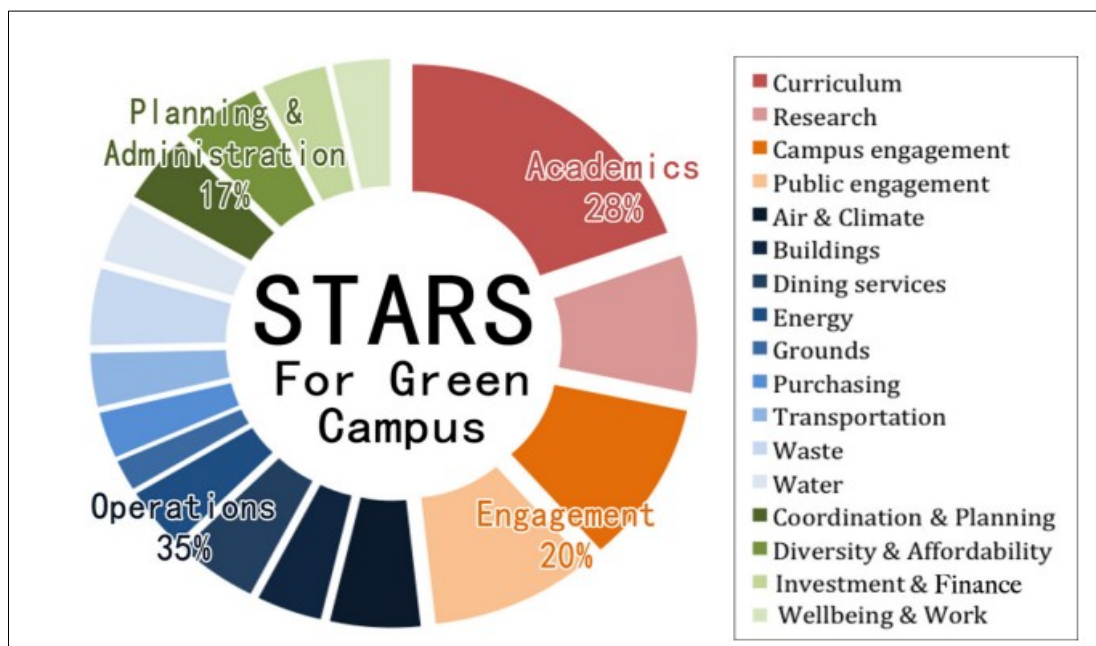 Planning &
Administration
17%
Academics
28%
STARS
For Green
Campus
Operations
35%
Engagement
20%
Curriculum
Research
Campus engagement
Public engagement
Air & Climate
Buildings
Dining services
Energy
Grounds
Purchasing
Transportation
Waste
Water
Coordination & Planning
Diversity & Affordability
Investment & Finance
Wellbeing & Work